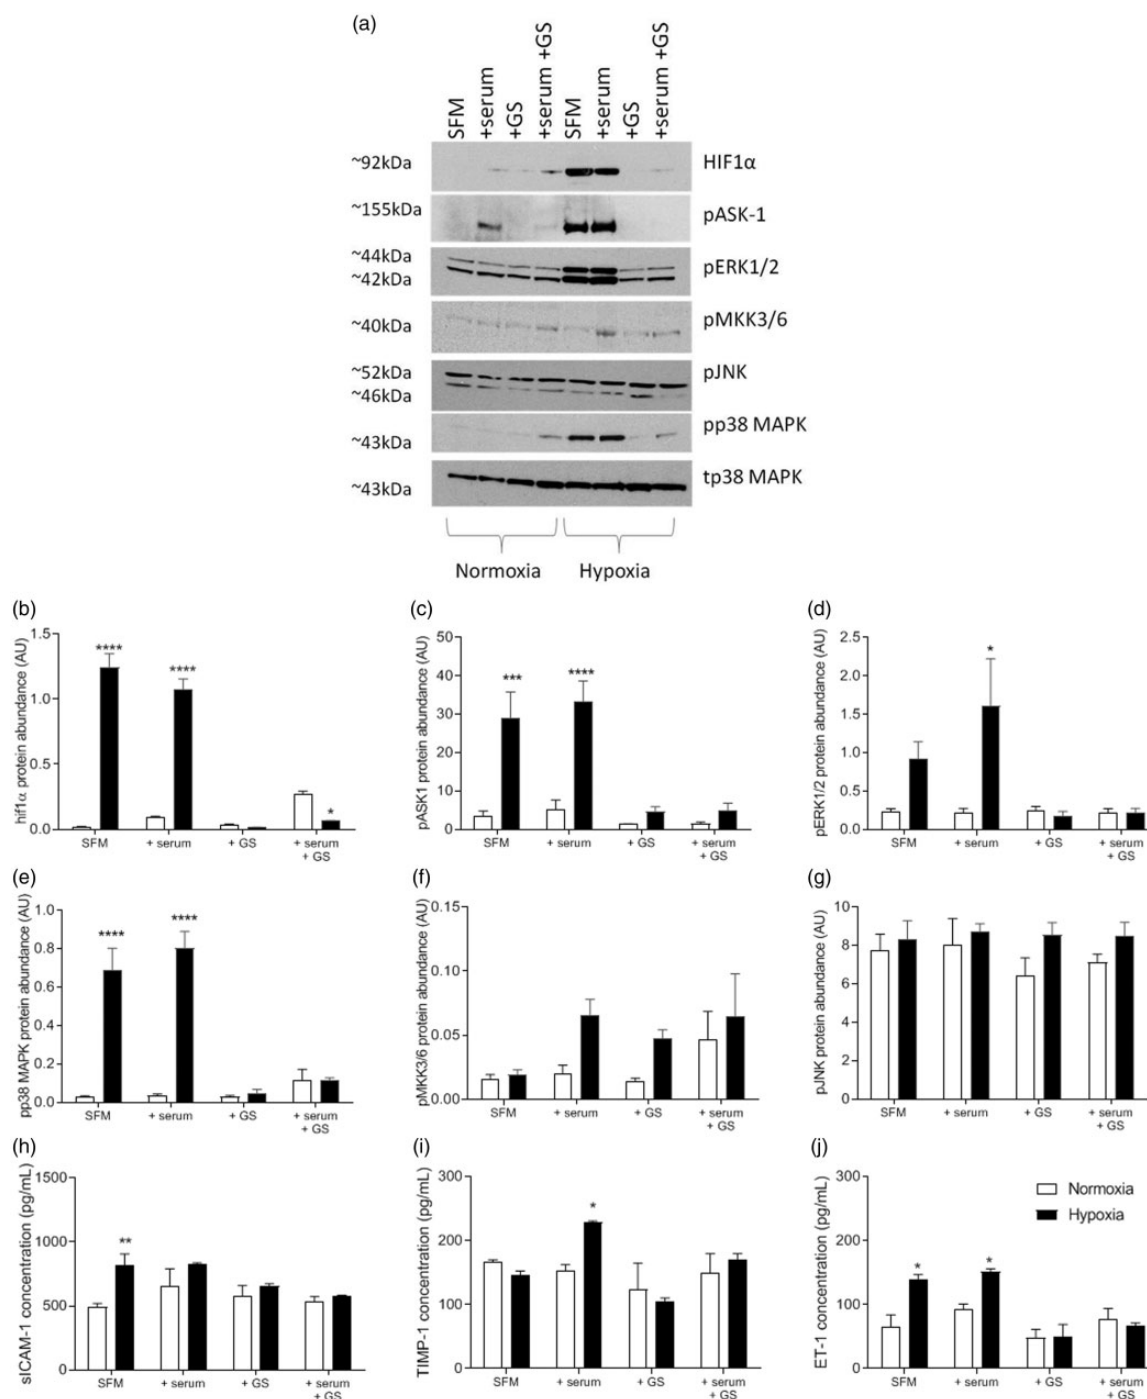 (a)
SFM
+serum
+GS
+serum +GS
SFM
+serum
+GS
+serum+GS
~92kDa
HIF1α
~155kDa
pASK-1
~44kDa
~42kDa
pERK1/2
~40kDa
pMKK3/6
~52kDa
~46kDa
pJNK
~43kDa
pp38 MAPK
~43kDa
tp38 MAPK
Normoxia
Hypoxia
(b)
hif1α protein abundance (AU)
1.5
1.0
0.5
0.0
****
****
*
SFM
+ serum
+ GS
+ serum
+ GS
(c)
pASK1 protein abundance (AU)
50
40
30
20
10
0
***
****
SFM
+ serum
+ GS
+ serum
+ GS
(d)
pERK1/2 protein abundance (AU)
2.5
2.0
1.5
1.0
0.5
0.0
*
SFM
+ serum
+ GS
+ serum
+ GS
(e)
pp38 MAPK protein abundance (AU)
1.0
0.8
0.6
0.4
0.2
0.0
****
****
SFM
+ serum
+ GS
+ serum
+ GS
(f)
pMKK3/6 protein abundance (AU)
0.15
0.10
0.05
0.00
SFM
+ serum
+ GS
+ serum
+ GS
(g)
pJNK protein abundance (AU)
10
8
6
4
2
0
SFM
+ serum
+ GS
+ serum
+ GS
(h)
sICAM-1 concentration (pg/mL)
1500
1000
500
0
**
SFM
+ serum
+ GS
+ serum
+ GS
(i)
TIMP-1 concentration (pg/mL)
300
200
100
0
*
SFM
+ serum
+ GS
+ serum
+ GS
(j)
ET-1 concentration (pg/mL)
300
200
100
0
*
*
Normoxia
Hypoxia
SFM
+ serum
+ GS
+ serum
+ GS